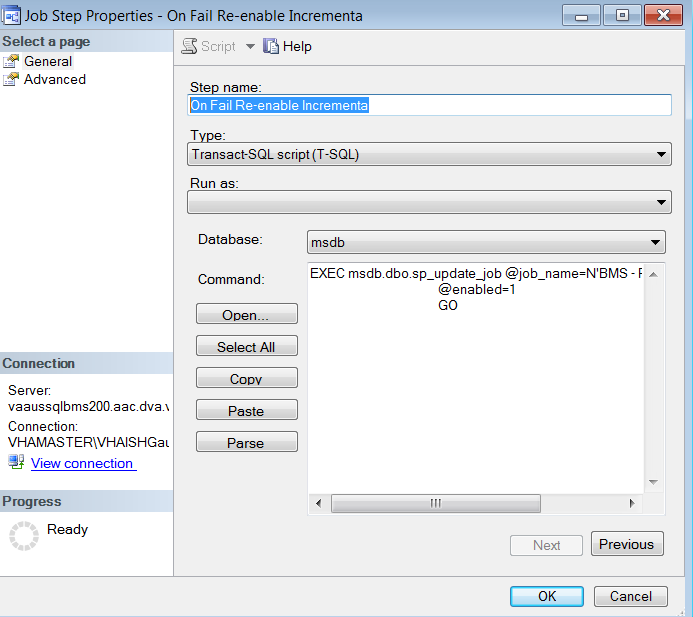 Job Step Properties - On Fail Re-enable Incrementa
Select a page
General
Advanced
Script
Help
Step name:
On Fail Re-enable Incrementa
Type:
Transact-SQL script (T-SQL)
Run as:
Database:
msdb
Command:
EXEC msdb.dbo.sp_update_job @job_name=N'BMS -
@enabled=1
GO
Open...
Select All
Copy
Paste
Parse
Connection
Server:
vaaussqlbms200.aac.dva.v
Connection:
VHAMASTER\VHAISHGau
View connection
Progress
Ready
Next
Previous
OK
Cancel